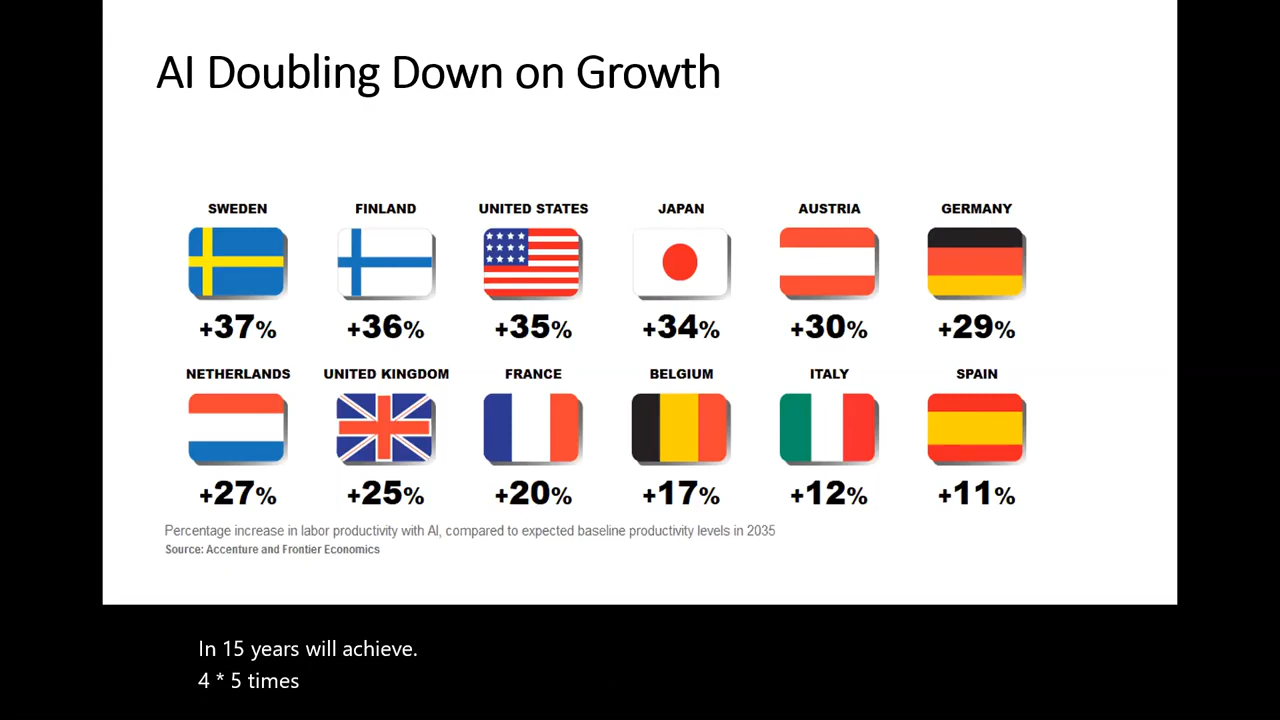 AI Doubling Down on Growth
SWEDEN FINLAND UNITED STATES JAPAN AUSTRIA GERMANY
+37% +36% +35% +34% +30% +29%
NETHERLANDS UNITED KINGDOM FRANCE BELGIUM ITALY SPAIN
+27% +25% +20% +17% +12% +11%
Percentage increase in labor productivity with AI, compared to expected baseline productivity levels in 2035
Source: Accenture and Frontier Economics
In 15 years will achieve.
4 * 5 times